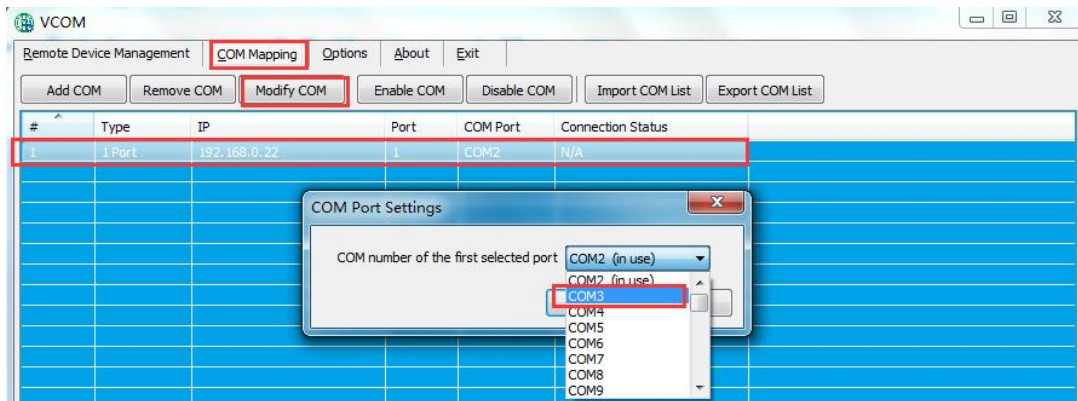 VCOM
Remote Device Management COM Mapping Options About Exit
Add COM Remove COM Modify COM Enable COM Disable COM Import COM List Export COM List
# Type IP Port COM Port Connection Status
1 1 Port 192.168.0.22 1 COM2 N/A
COM Port Settings
COM number of the first selected port COM2 (in use)
COM2 (in use)
COM3
COM4
COM5
COM6
COM7
COM8
COM9